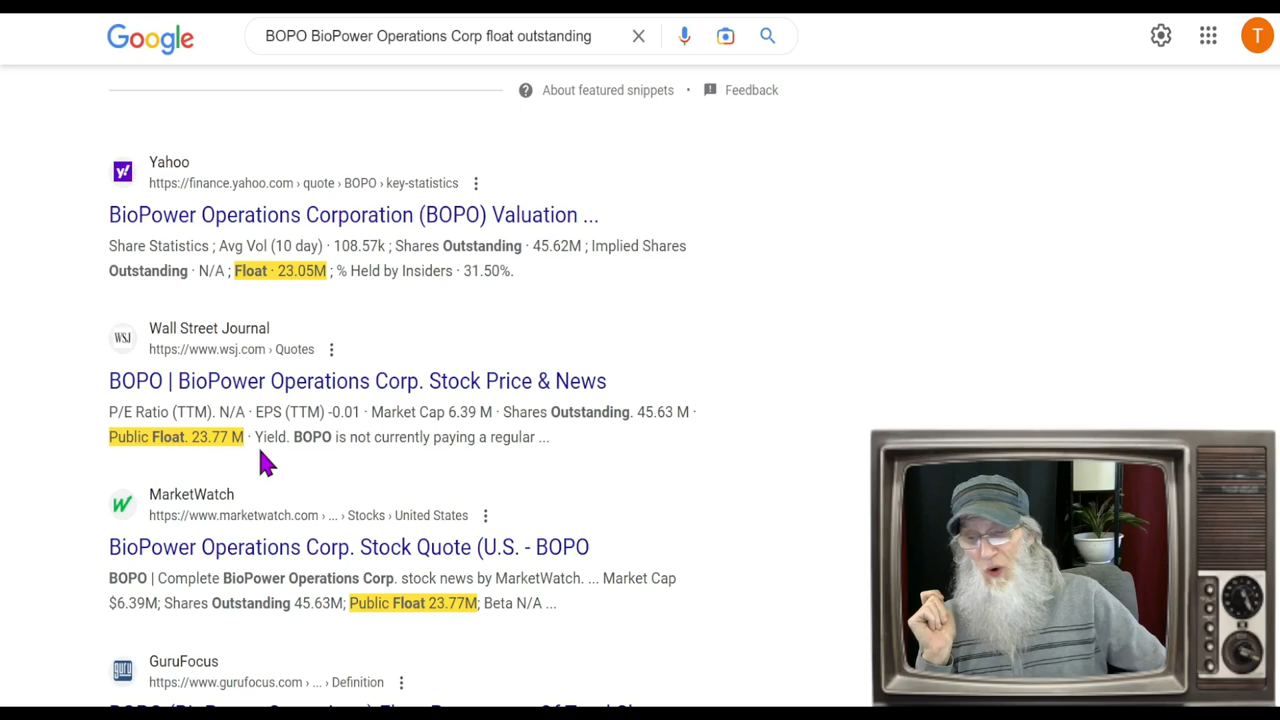 Google
BOPO BioPower Operations Corp float outstanding
T
About featured snippets • Feedback
Yahoo
https://finance.yahoo.com › quote › BOPO › key-statistics
BioPower Operations Corporation (BOPO) Valuation ...
Share Statistics ; Avg Vol (10 day) · 108.57k ; Shares Outstanding · 45.62M ; Implied Shares
Outstanding · N/A ; Float · 23.05M ; % Held by Insiders · 31.50%.
WSJ
Wall Street Journal
https://www.wsj.com › Quotes
BOPO | BioPower Operations Corp. Stock Price & News
P/E Ratio (TTM). N/A · EPS (TTM) -0.01 · Market Cap 6.39 M · Shares Outstanding. 45.63 M ·
Public Float. 23.77 M · Yield. BOPO is not currently paying a regular ...
MarketWatch
https://www.marketwatch.com › ... › Stocks › United States
BioPower Operations Corp. Stock Quote (U.S. - BOPO
BOPO | Complete BioPower Operations Corp. stock news by MarketWatch. ... Market Cap
$6.39M; Shares Outstanding 45.63M; Public Float 23.77M; Beta N/A ...
guru
GuruFocus
https://www.gurufocus.com › ... › Definition